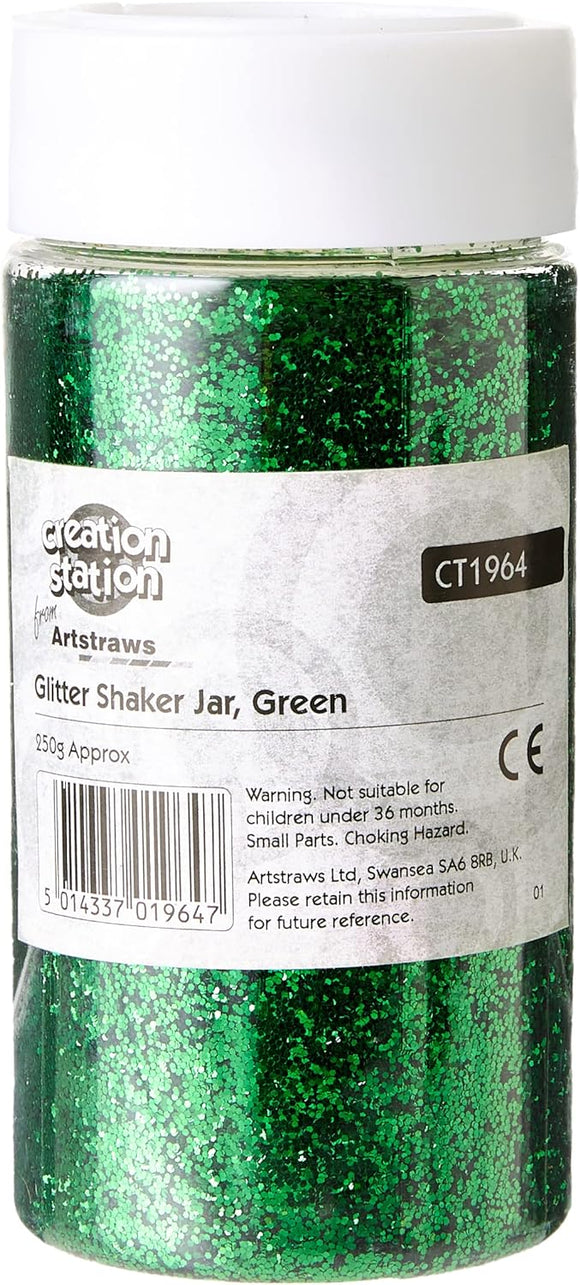 creation
station
from
Artstraws
CT1964
Glitter Shaker Jar, Green
250g Approx
CE
Warning. Not suitable for
children under 36 months.
Small Parts. Choking Hazard.
Artstraws Ltd, Swansea SA6 8RB, U.K.
Please retain this information
for future reference.
01
5 014337 019647